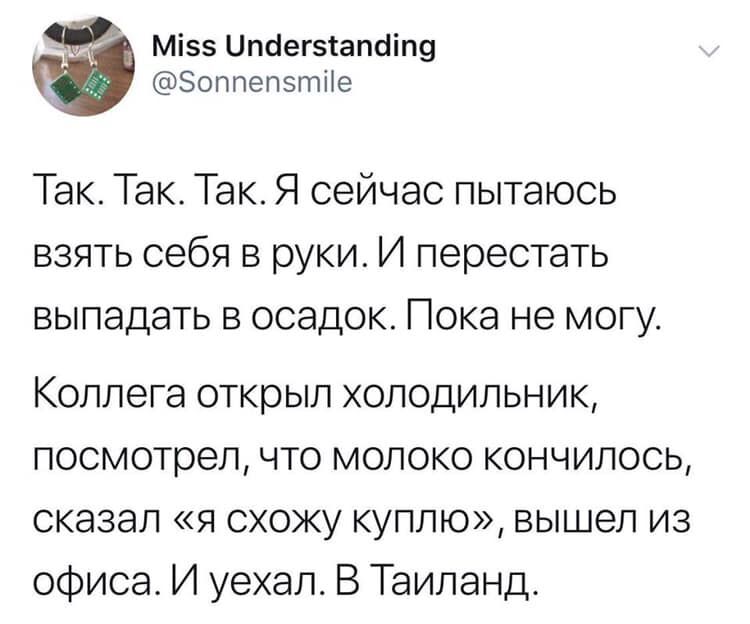 Miss Understanding
@Sonnensmile
Так. Так. Так. Я сейчас пытаюсь
взять себя в руки. И перестать
выпадать в осадок. Пока не могу.
Коллега открыл холодильник,
посмотрел, что молоко кончилось,
сказал «я схожу куплю», вышел из
офиса. И уехал. В Таиланд.